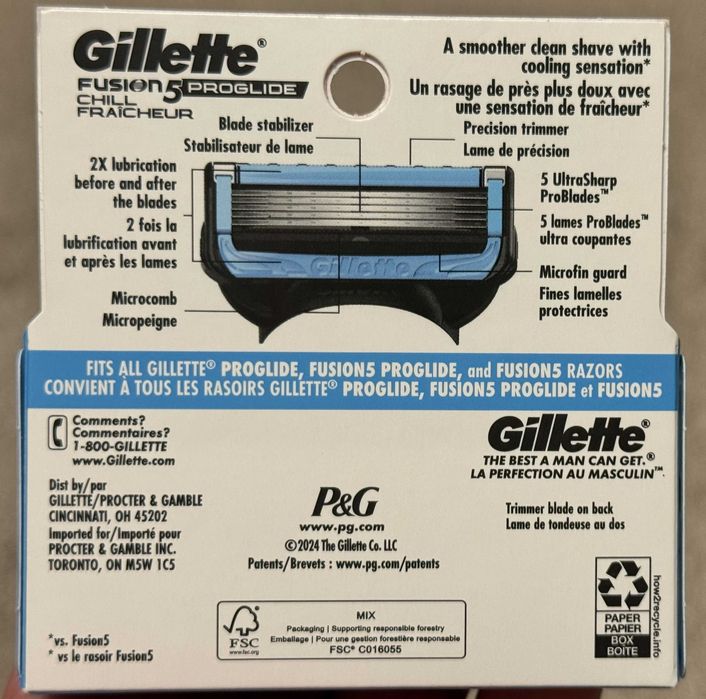 Gillette®
FUSION5 PROGLIDE
CHILL
FRAÎCHEUR
A smoother clean shave with
cooling sensation*
Un rasage de près plus doux avec
une sensation de fraîcheur*
Blade stabilizer
Stabilisateur de lame
Precision trimmer
Lame de précision
2X lubrication
before and after
the blades
2 fois la
lubrification avant
et après les lames
5 UltraSharp
ProBlades™
5 lames ProBlades™
ultra coupantes
Gillette
Microfin guard
Fines lamelles
protectrices
Microcomb
Micropeigne
FITS ALL GILLETTE® PROGLIDE, FUSION5 PROGLIDE, and FUSION5 RAZORS
CONVIENT À TOUS LES RASOIRS GILLETTE® PROGLIDE, FUSION5 PROGLIDE et FUSION5
Comments?
Commentaires?
1-800-GILLETTE
www.Gillette.com
Dist by/par
GILLETTE/PROCTER & GAMBLE
CINCINNATI, OH 45202
Imported for/Importé pour
PROCTER & GAMBLE INC.
TORONTO, ON M5W 1C5
*vs. Fusion5
* vs le rasoir Fusion5
P&G
www.pg.com
©2024 The Gillette Co. LLC
Patents/Brevets : www.pg.com/patents
Gillette®
THE BEST A MAN CAN GET.®
LA PERFECTION AU MASCULIN™.
Trimmer blade on back
Lame de tondeuse au dos
FSC
www.fsc.org
MIX
Packaging | Supporting responsible forestry
Emballage | Pour une gestion forestière responsable
FSC® C016055
PAPER
PAPIER
BOX
BOÎTE
how2recycle.info